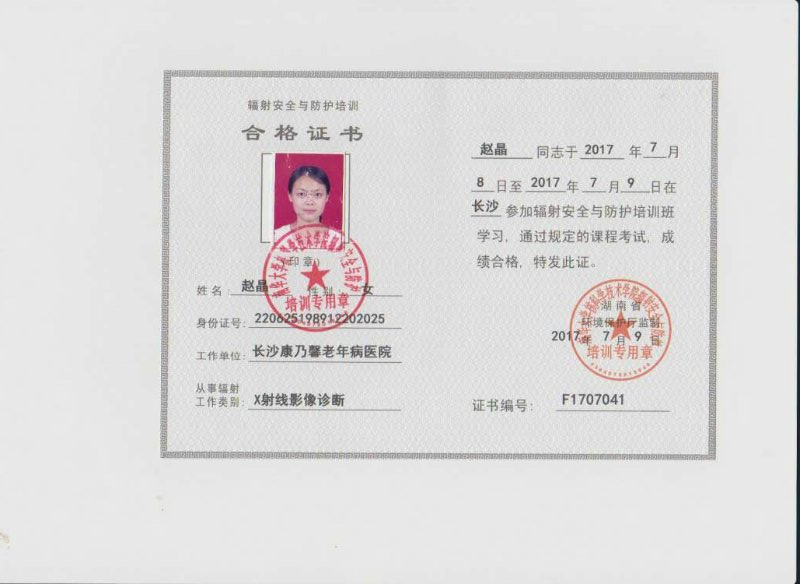 辐射安全与防护培训
合格证书
(印章)
姓名: 赵晶 性别: 女
身份证号: 220625198912202025
工作单位: 长沙康乃馨老年病医院
从事辐射
工作类别: X射线影像诊断
赵晶 同志于 2017 年 7 月
8 日至 2017 年 7 月 9 日在
长沙 参加辐射安全与防护培训班
学习, 通过规定的课程考试, 成
绩合格, 特发此证。
湖南省
环境保护厅监制
2017 年 7 月 9 日
培训专用章
培训专用章
证书编号: F1707041